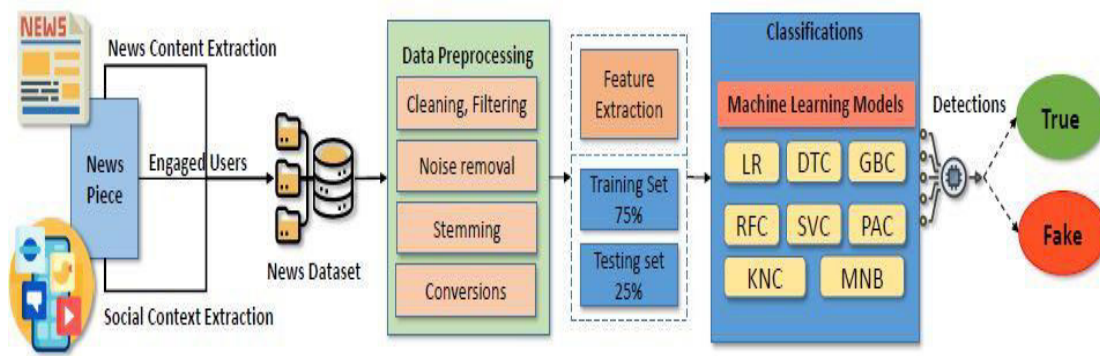 NEWS
News Content Extraction
News
Piece
Engaged Users
Social Context Extraction
News Dataset
Data Preprocessing
Cleaning, Filtering
Noise removal
Stemming
Conversions
Feature
Extraction
Training Set
75%
Testing set
25%
Classifications
Machine Learning Models
LR DTC GBC
RFC SVC PAC
KNC MNB
Detections
True
Fake